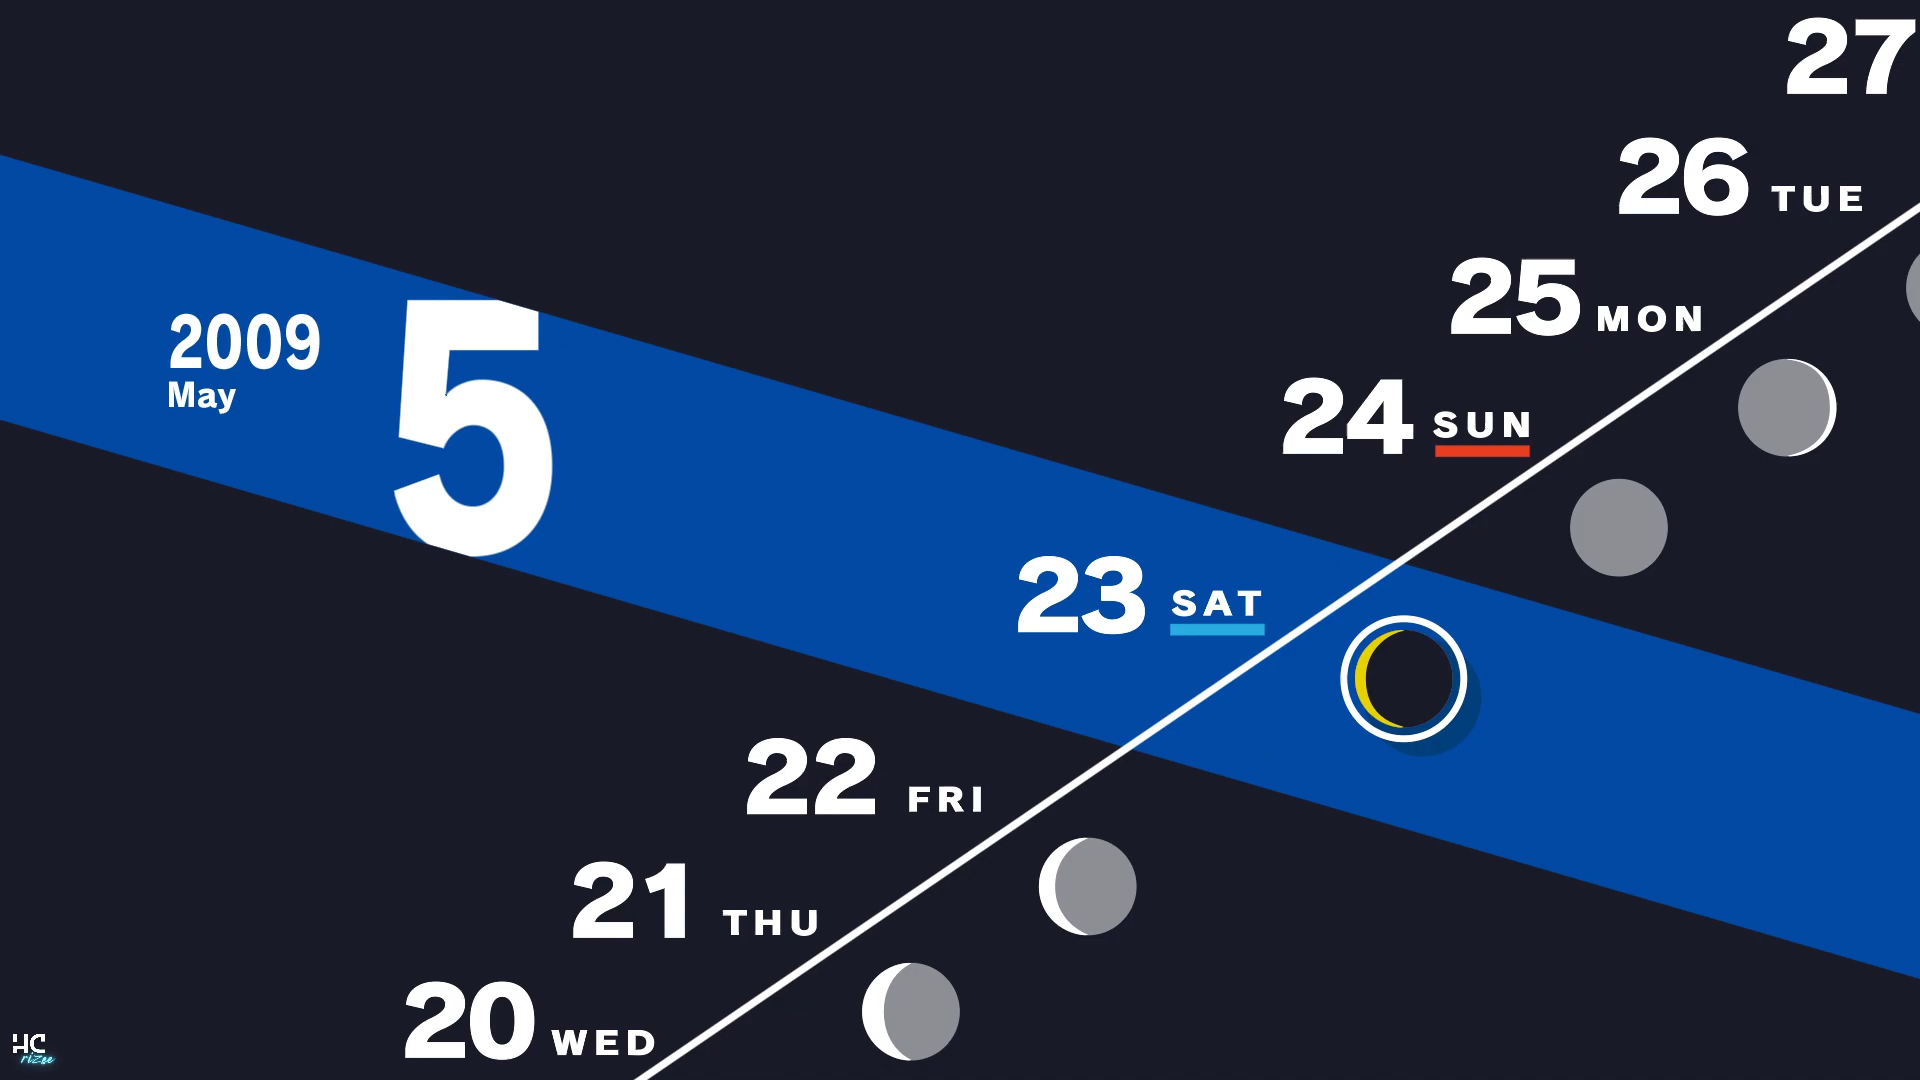 27
26 TUE
25 MON
2009
May
5
24 SUN
23 SAT
22 FRI
21 THU
20 WED
HC
rizee